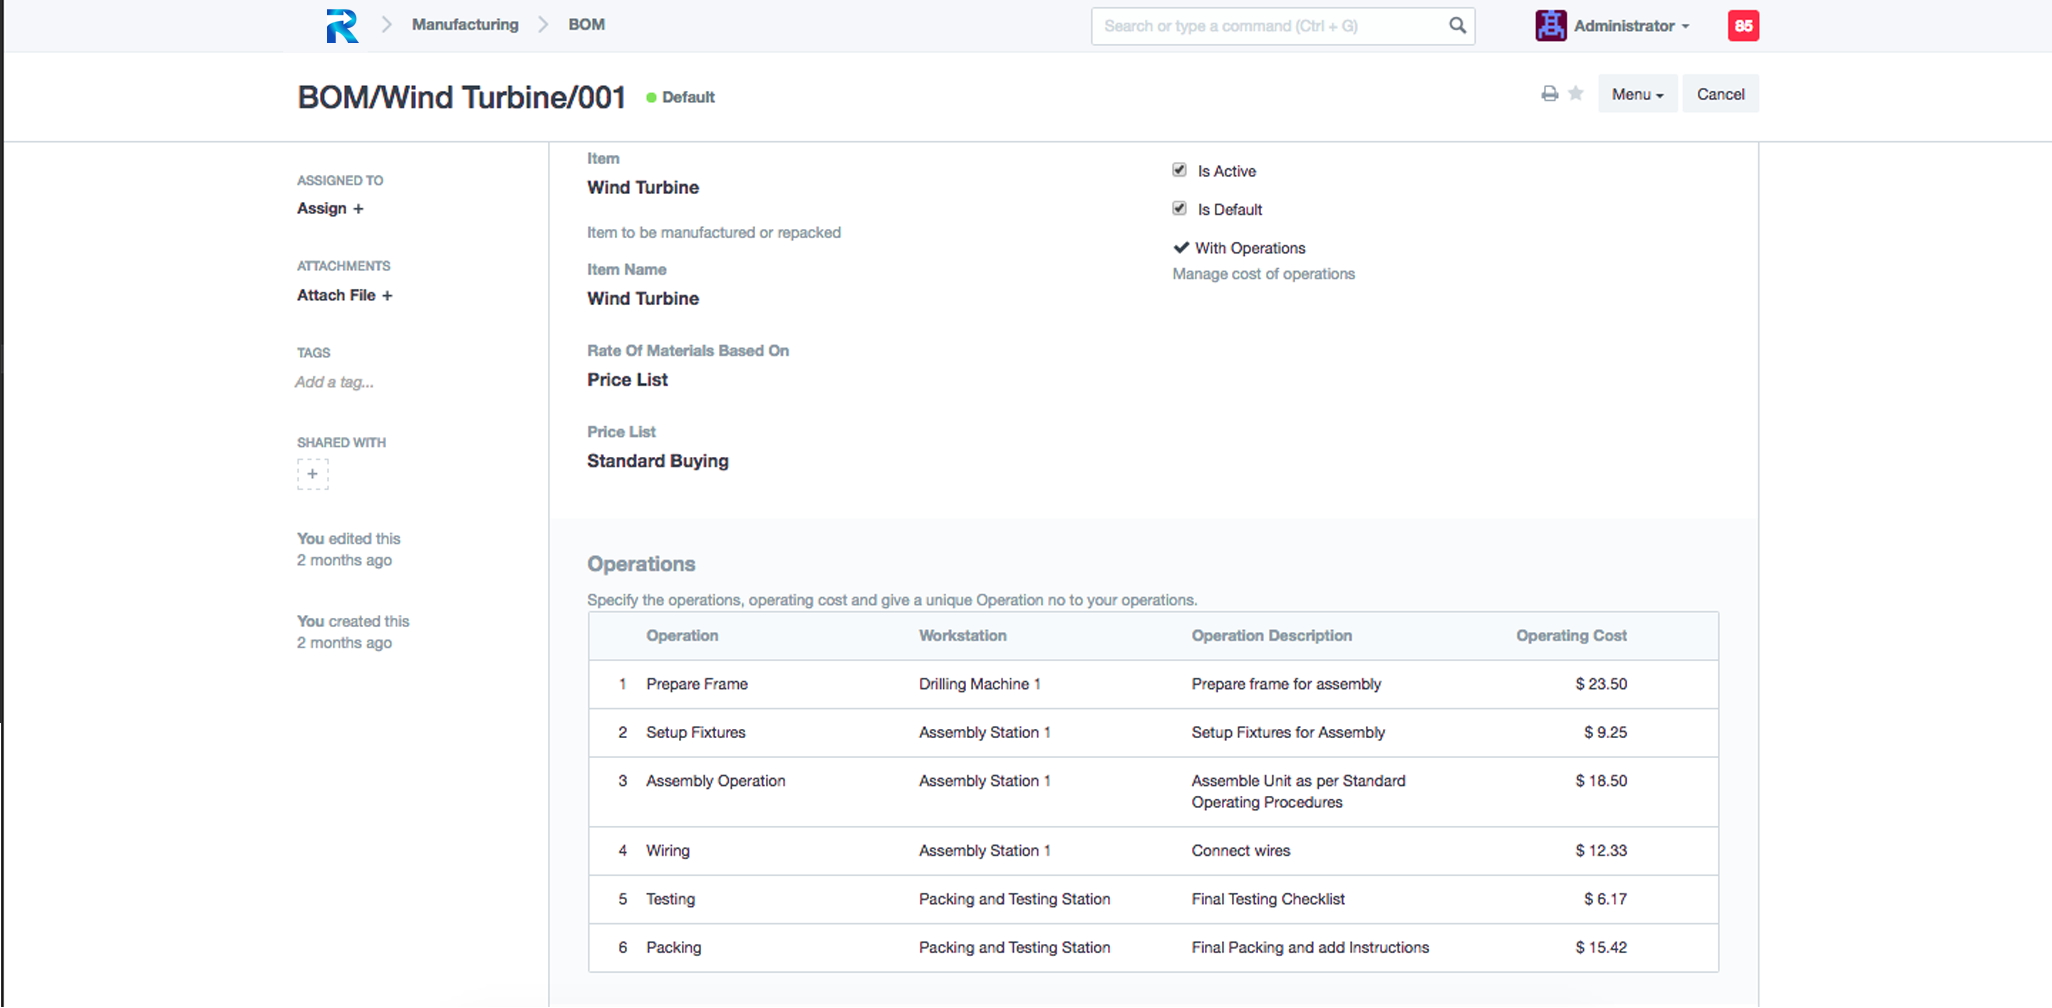 Manufacturing
BOM
Search or type a command (Ctrl + G)
Administrator
85
BOM/Wind Turbine/001
Default
Menu
Cancel
ASSIGNED TO
Assign +
ATTACHMENTS
Attach File +
TAGS
Add a tag...
SHARED WITH
+
You edited this
2 months ago
You created this
2 months ago
Item
Wind Turbine
Item to be manufactured or repacked
Item Name
Wind Turbine
Rate Of Materials Based On
Price List
Price List
Standard Buying
Is Active
Is Default
With Operations
Manage cost of operations
Operations
Specify the operations, operating cost and give a unique Operation no to your operations.
Operation Workstation Operation Description Operating Cost
1 Prepare Frame Drilling Machine 1 Prepare frame for assembly $ 23.50
2 Setup Fixtures Assembly Station 1 Setup Fixtures for Assembly $ 9.25
3 Assembly Operation Assembly Station 1 Assemble Unit as per Standard $ 18.50
Operating Procedures
4 Wiring Assembly Station 1 Connect wires $ 12.33
5 Testing Packing and Testing Station Final Testing Checklist $ 6.17
6 Packing Packing and Testing Station Final Packing and add Instructions $ 15.42